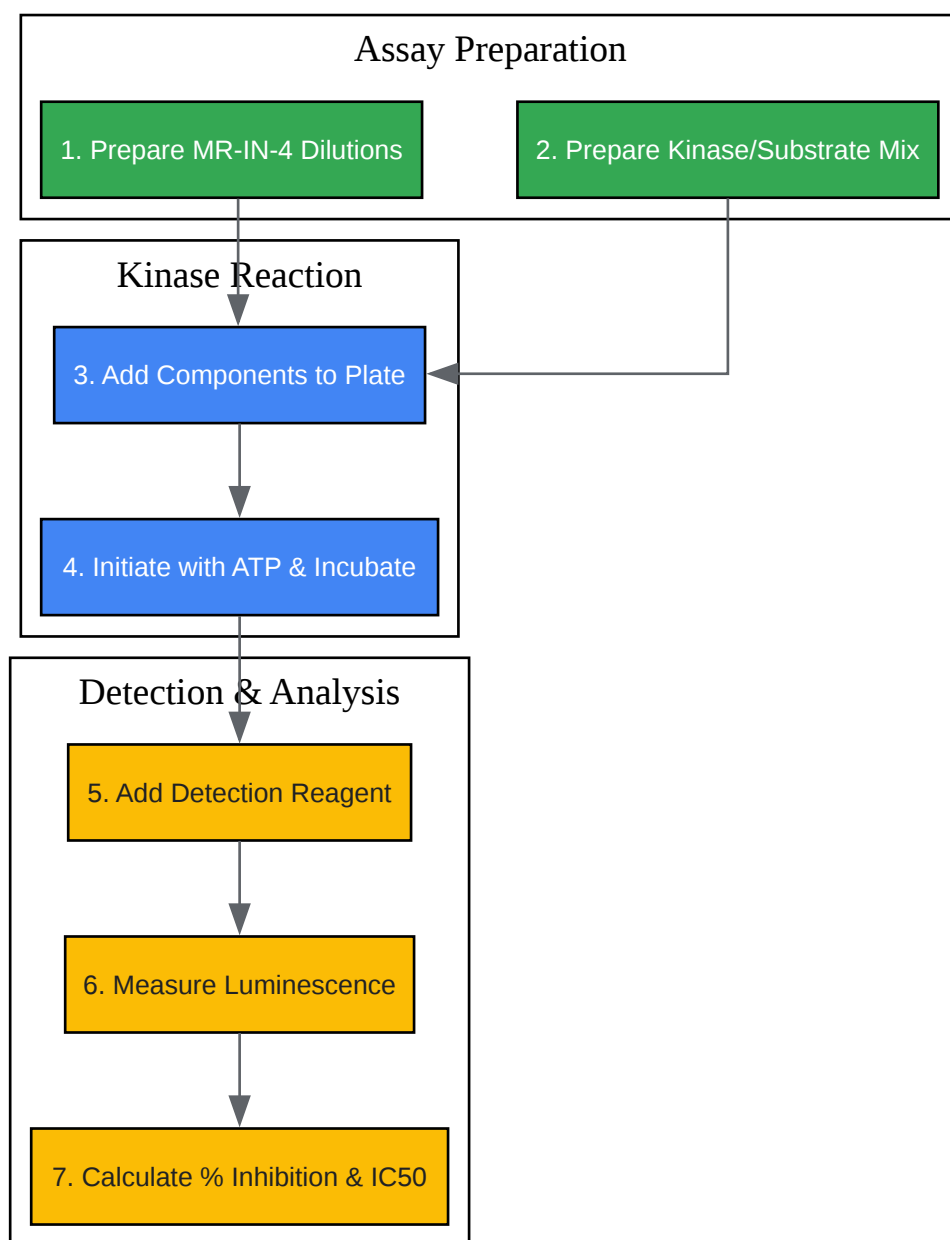 Assay Preparation
1. Prepare MR-IN-4 Dilutions
2. Prepare Kinase/Substrate Mix
Kinase Reaction
3. Add Components to Plate
4. Initiate with ATP & Incubate
Detection & Analysis
5. Add Detection Reagent
6. Measure Luminescence
7. Calculate % Inhibition & IC50